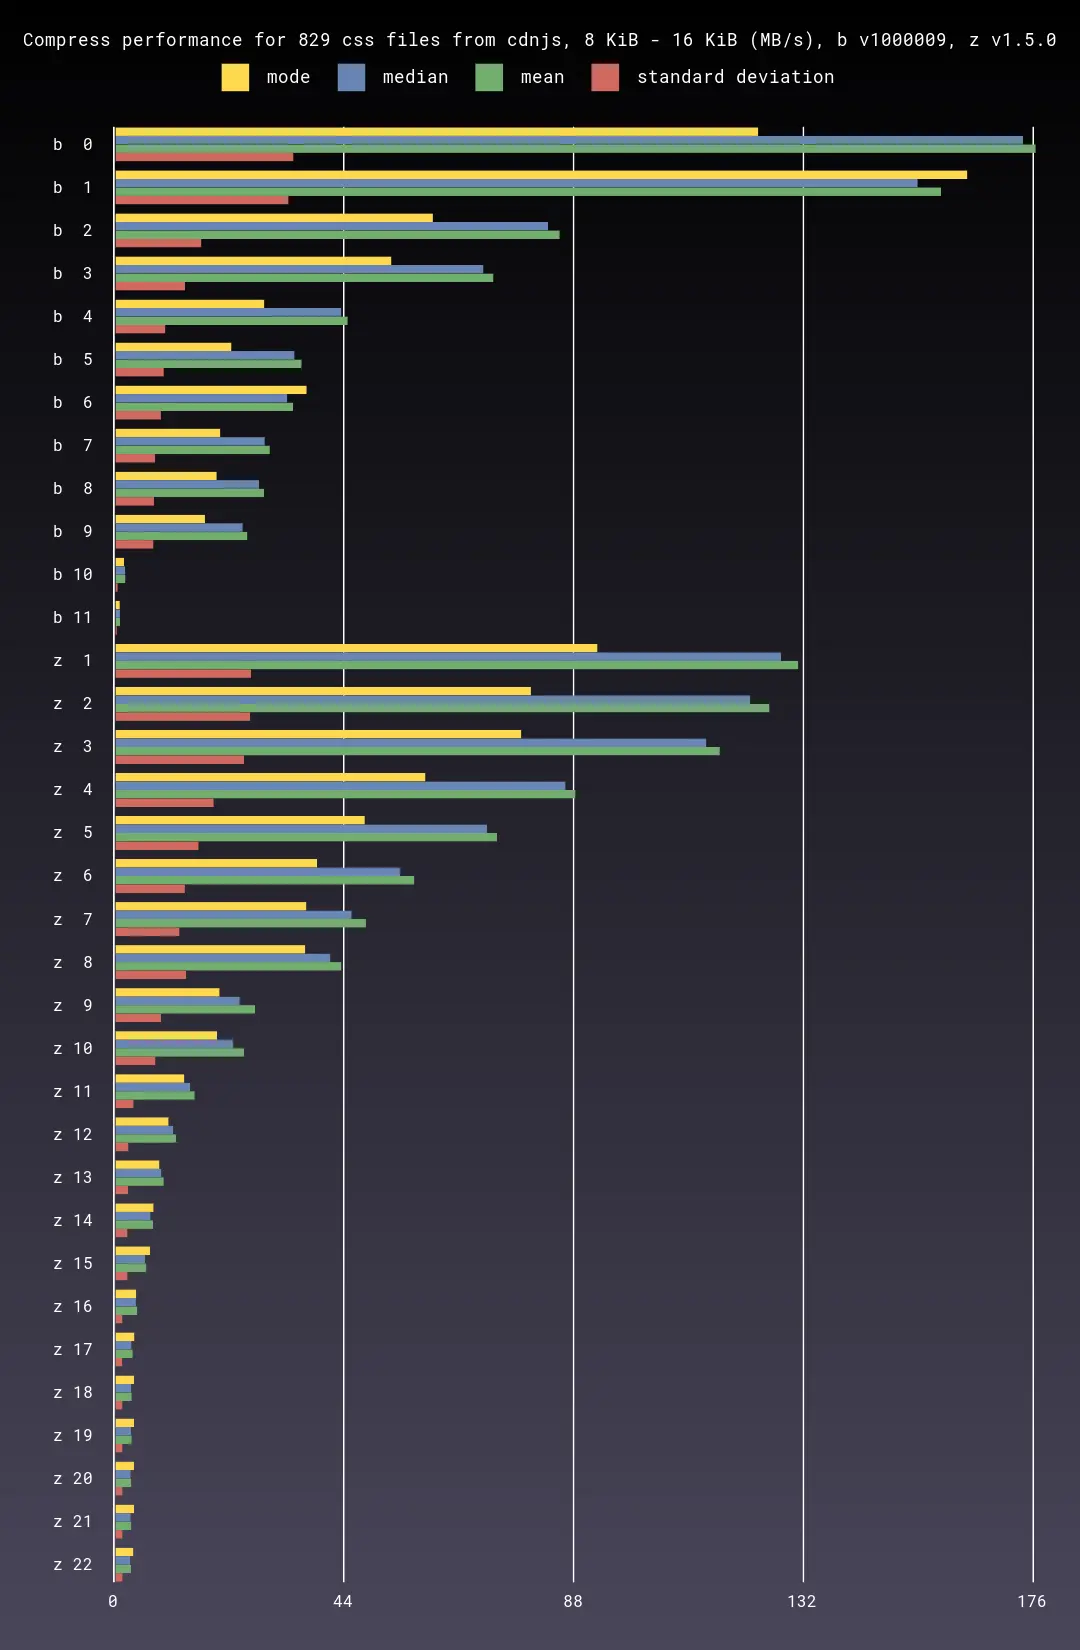 Compress performance for 829 css files from cdnjs, 8 KiB - 16 KiB (MB/s), b v1000009, z v1.5.0
mode median mean standard deviation
b 0
b 1
b 2
b 3
b 4
b 5
b 6
b 7
b 8
b 9
b 10
b 11
z 1
z 2
z 3
z 4
z 5
z 6
z 7
z 8
z 9
z 10
z 11
z 12
z 13
z 14
z 15
z 16
z 17
z 18
z 19
z 20
z 21
z 22
0 44 88 132 176